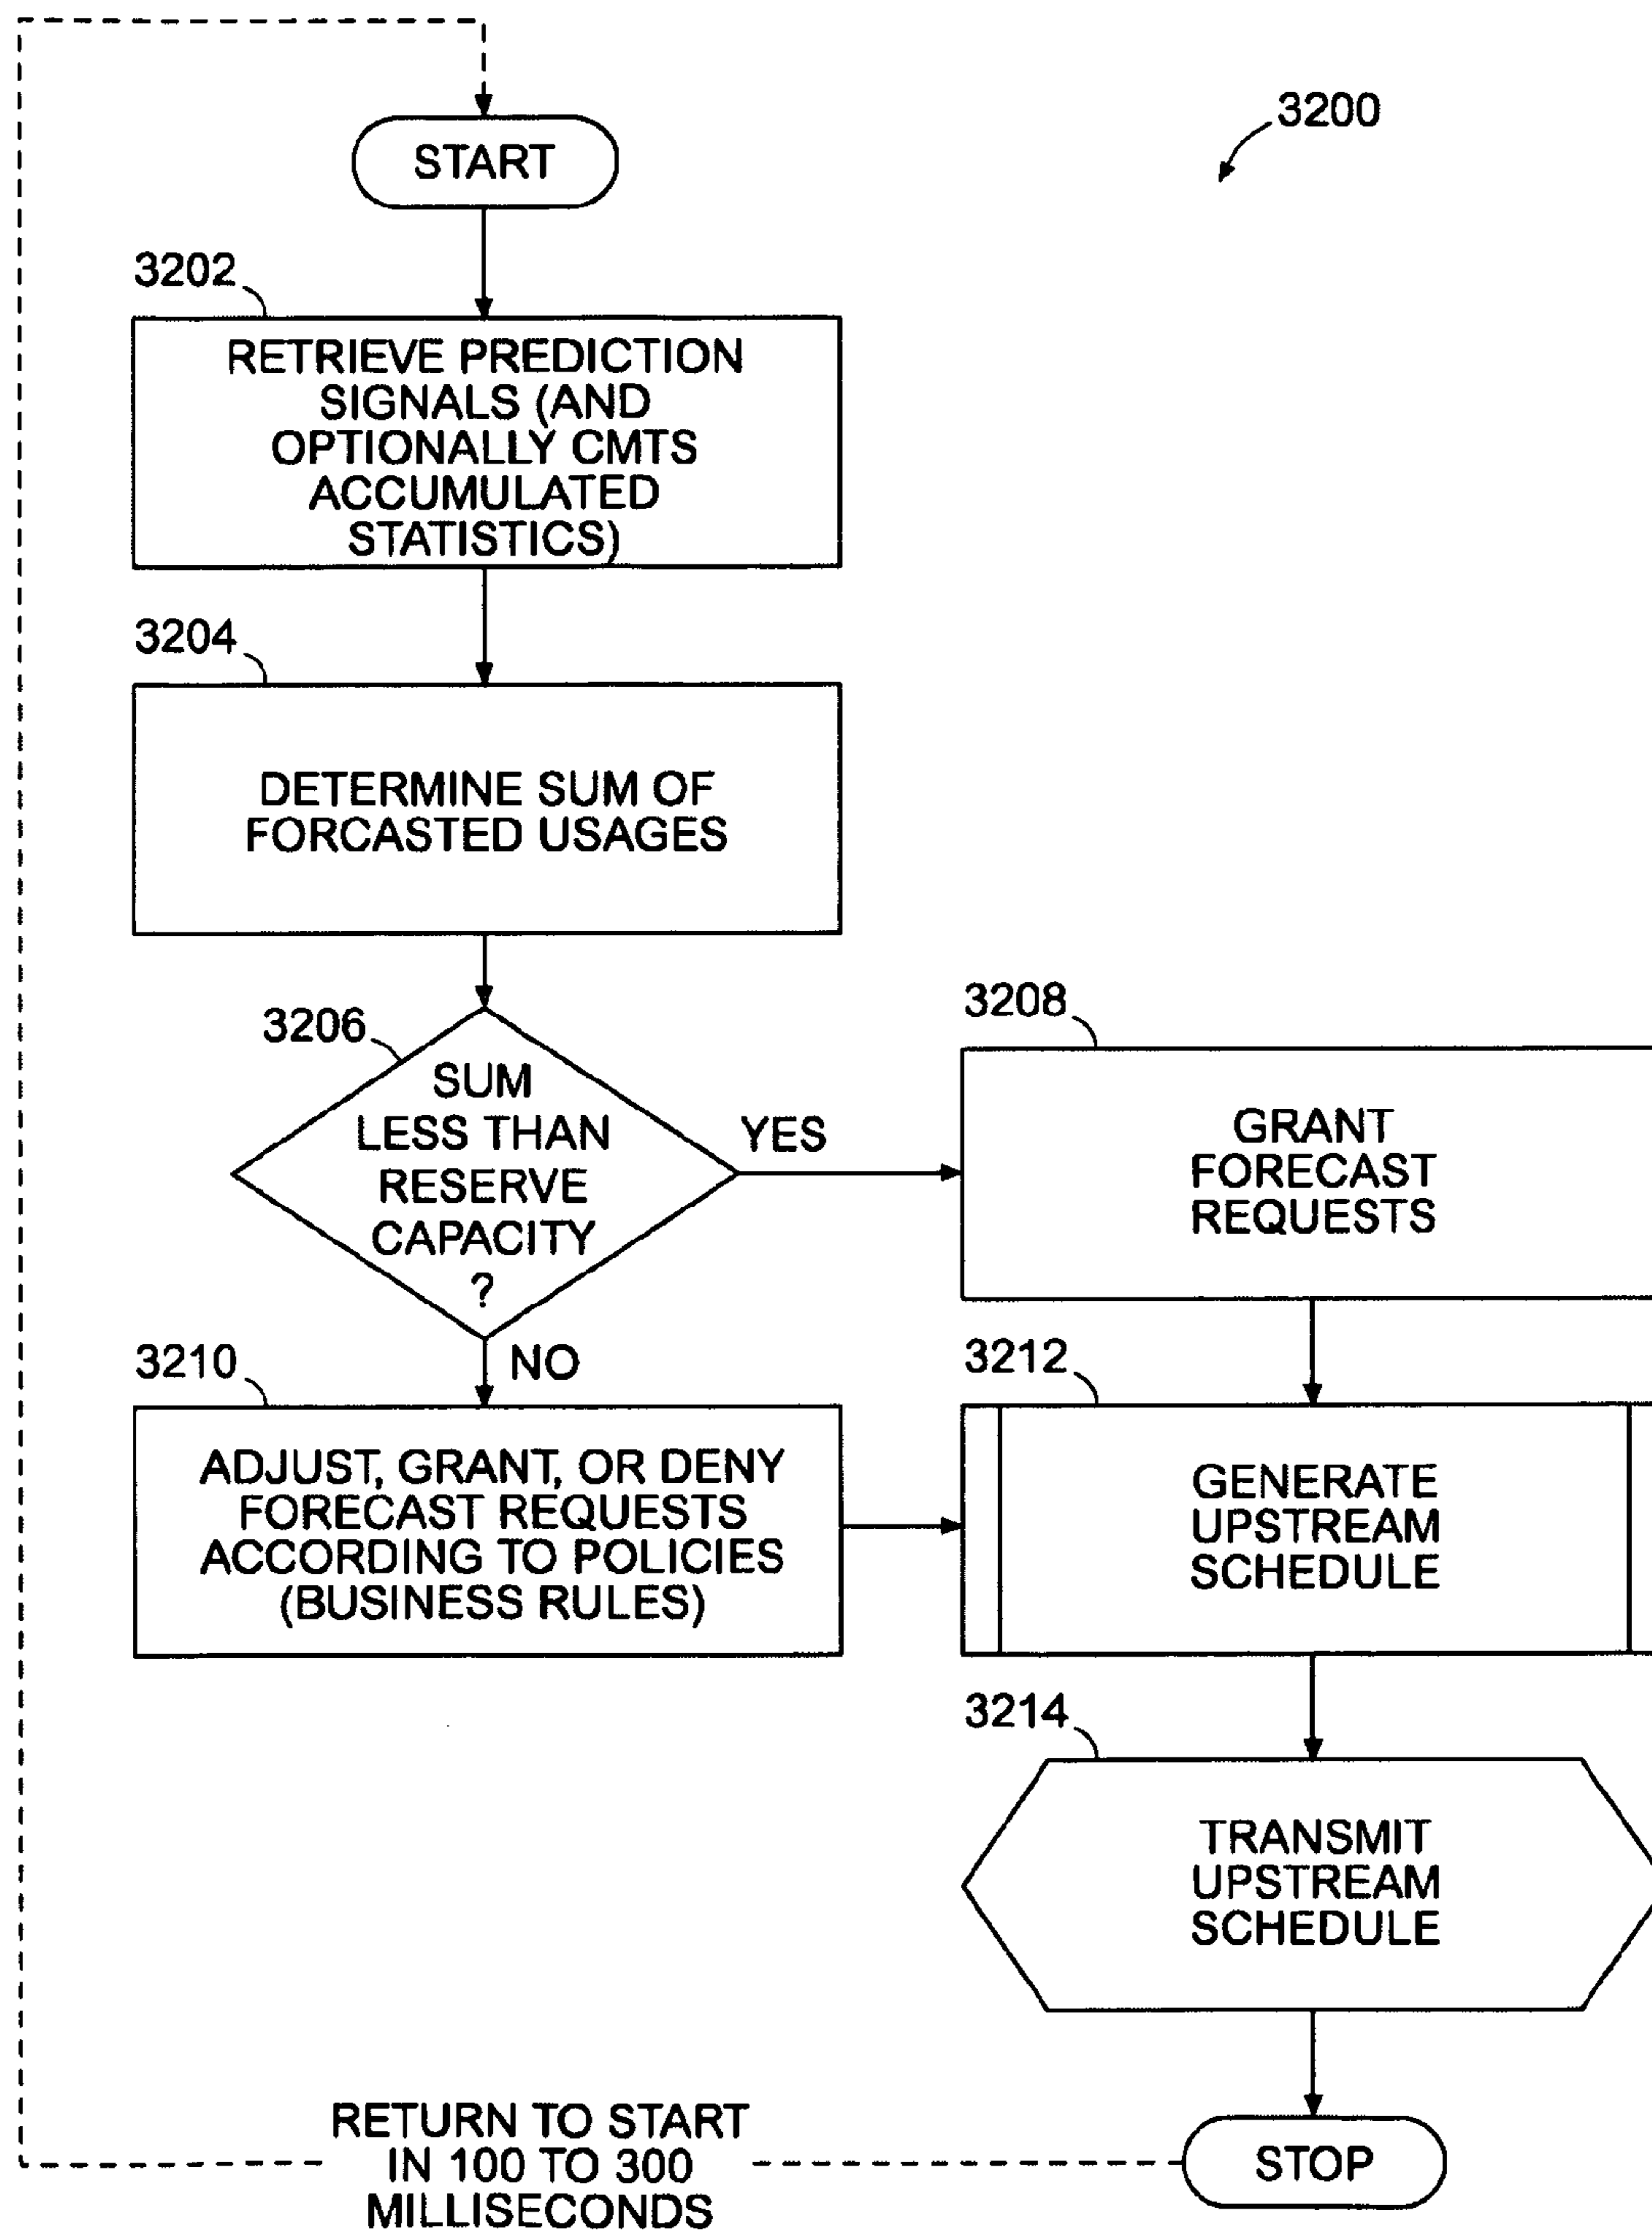 3200
START
3202
RETRIEVE PREDICTION
SIGNALS (AND
OPTIONALLY CMTS
ACCUMULATED
STATISTICS)
3204
DETERMINE SUM OF
FORCASTED USAGES
3206
SUM
LESS THAN
RESERVE
CAPACITY
?
YES
NO
3208
GRANT
FORECAST
REQUESTS
3210
ADJUST, GRANT, OR DENY
FORECAST REQUESTS
ACCORDING TO POLICIES
(BUSINESS RULES)
3212
GENERATE
UPSTREAM
SCHEDULE
3214
TRANSMIT
UPSTREAM
SCHEDULE
STOP
RETURN TO START
IN 100 TO 300
MILLISECONDS